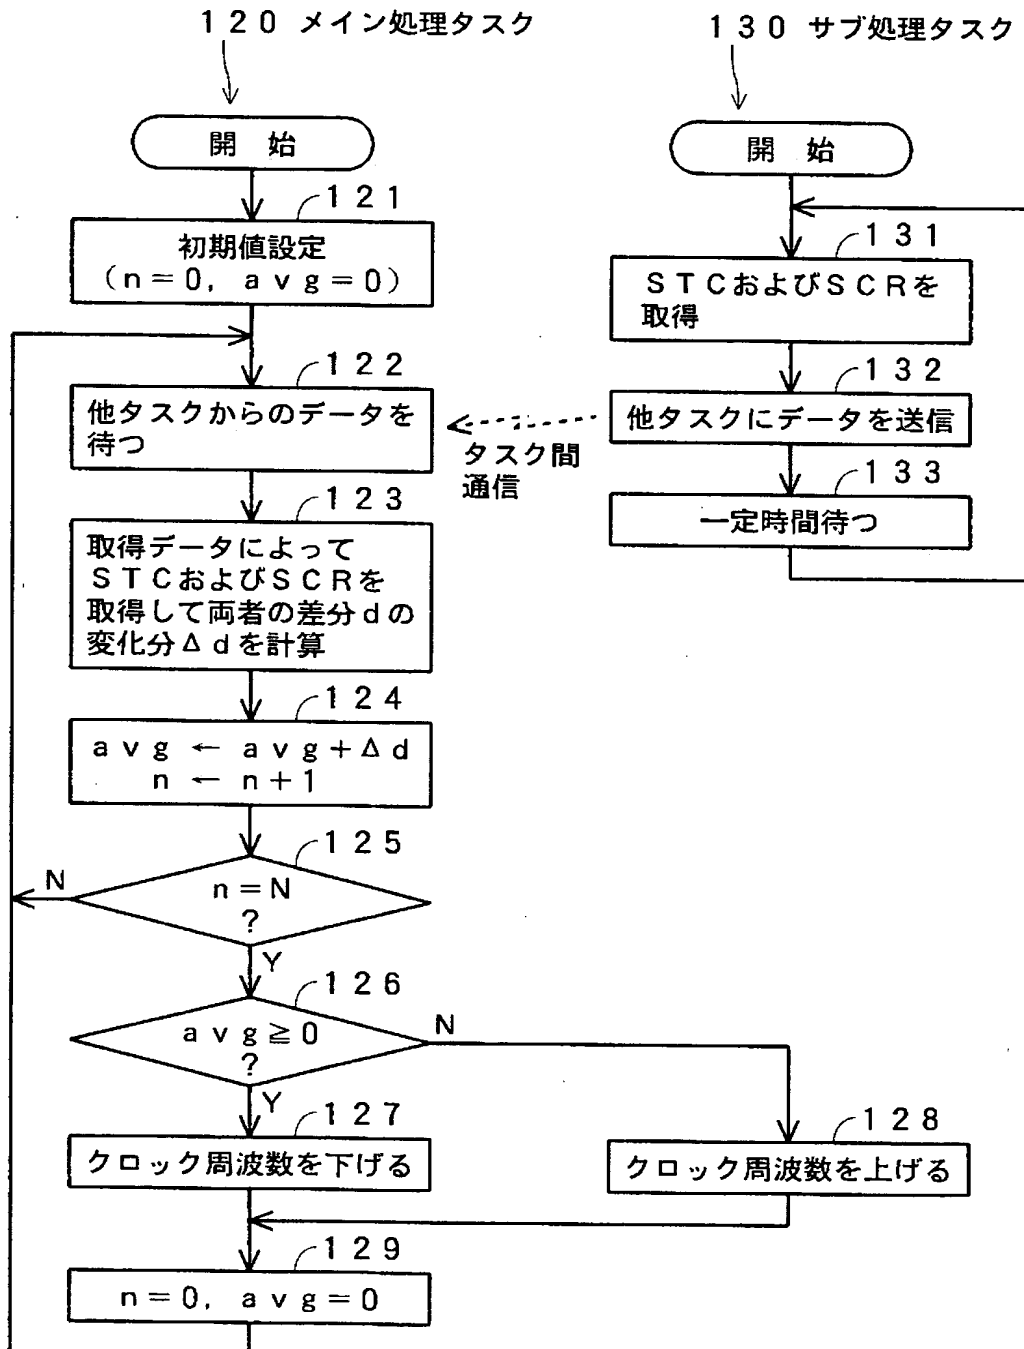 120 メイン処理タスク
開 始
121
初期値設定
(n=0, avg=0)
122
他タスクからのデータを
待つ
タスク間
通信
123
取得データによって
STCおよびSCRを
取得して両者の差分dの
変化分Δdを計算
124
avg ← avg+Δd
n ← n+1
125
n=N
?
N
Y
126
avg≧0
?
N
Y
127
クロック周波数を下げる
128
クロック周波数を上げる
129
n=0, avg=0
130 サブ処理タスク
開 始
131
STCおよびSCRを
取得
132
他タスクにデータを送信
133
一定時間待つ